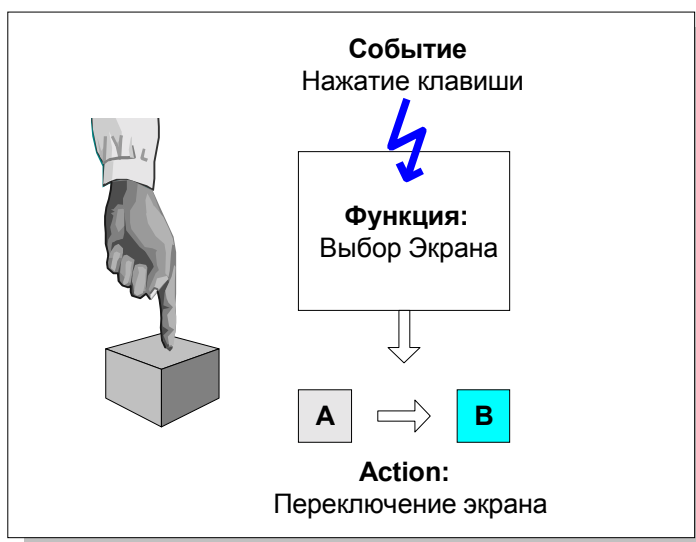 Событие
Нажатие клавиши
Функция:
Выбор Экрана
A
B
Action:
Переключение экрана